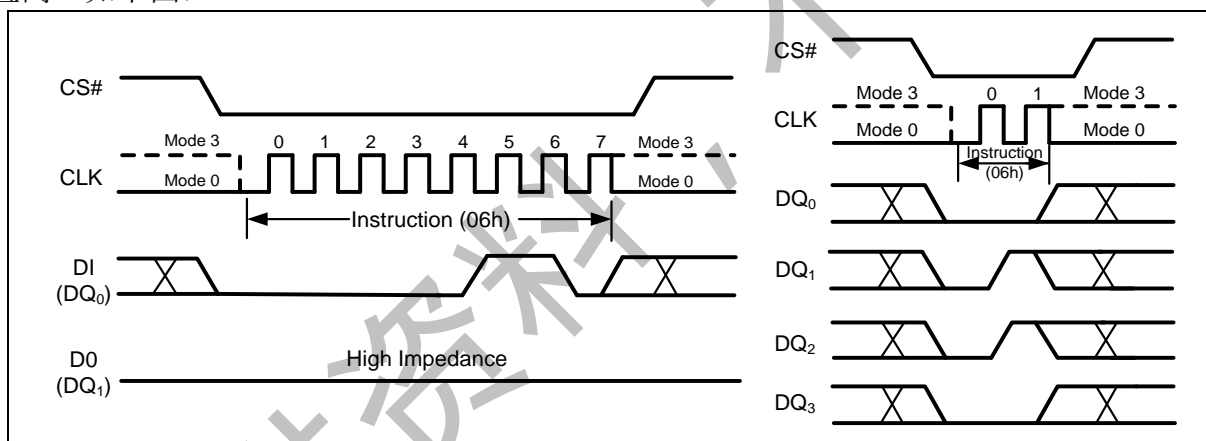 CS#
Mode 3
0 1 2 3 4 5 6 7
Mode 3
CLK
Mode 0
Mode 0
Instruction (06h)
DI
(DQ0)
High Impedance
D0
(DQ1)
CS#
Mode 3
0 1
Mode 3
CLK
Mode 0
Mode 0
Instruction
(06h)
DQ0
DQ1
DQ2
DQ3
资料,